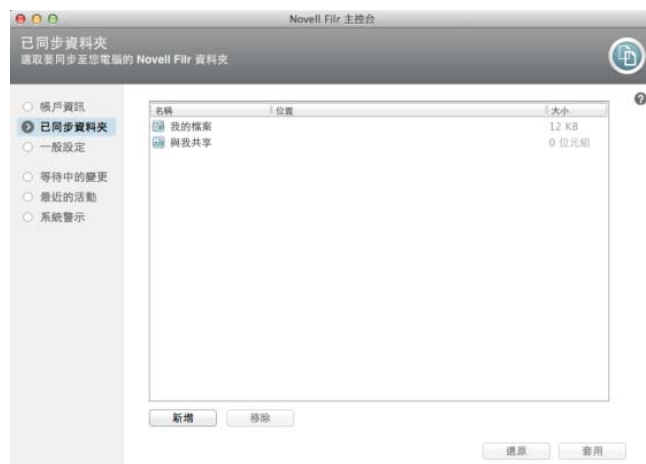 Novell Filr 主控台
已同步資料夾
選取要同步至您電腦的 Novell Filr 資料夾
帳戶資訊
已同步資料夾
一般設定
等待中的變更
最近的活動
系統警示
名稱 位置 大小
我的檔案 12 KB
與我共享 0 位元組
新增 移除
還原 套用